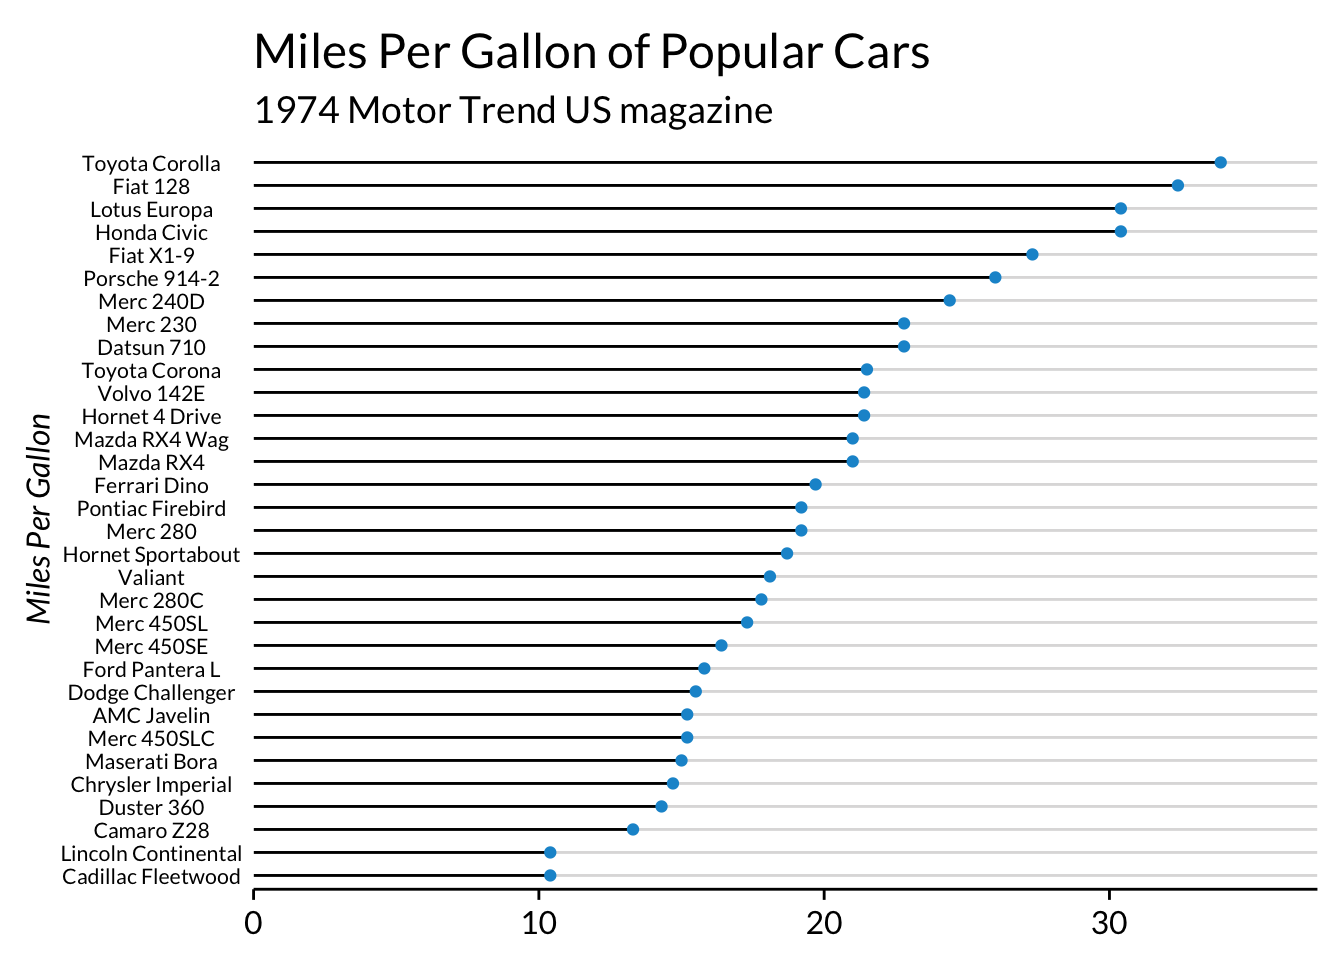 Miles Per Gallon of Popular Cars
1974 Motor Trend US magazine
Toyota Corolla
Fiat 128
Lotus Europa
Honda Civic
Fiat X1-9
Porsche 914-2
Merc 240D
Merc 230
Datsun 710
Toyota Corona
Volvo 142E
Hornet 4 Drive
Mazda RX4 Wag
Mazda RX4
Ferrari Dino
Pontiac Firebird
Merc 280
Hornet Sportabout
Valiant
Merc 280C
Merc 450SL
Merc 450SE
Ford Pantera L
Dodge Challenger
AMC Javelin
Merc 450SLC
Maserati Bora
Chrysler Imperial
Duster 360
Camaro Z28
Lincoln Continental
Cadillac Fleetwood
Miles Per Gallon
0 10 20 30